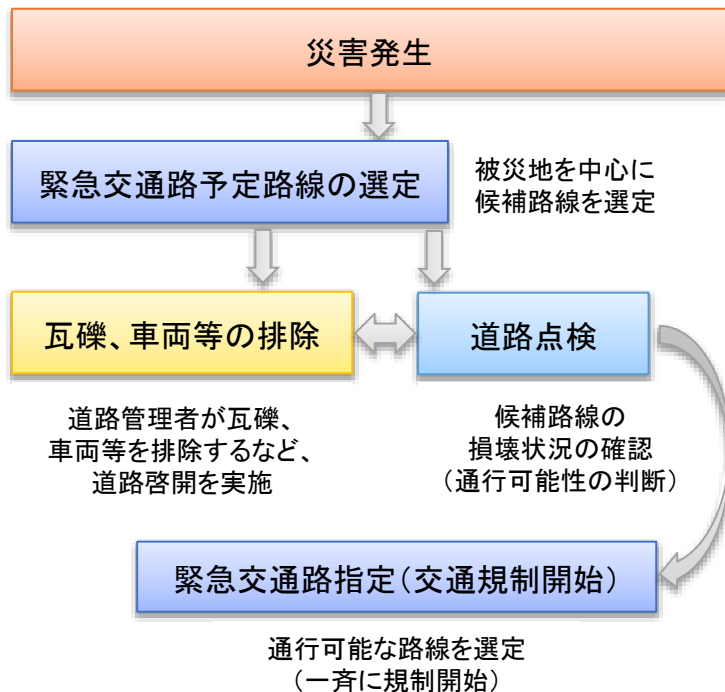 災害発生
緊急交通路予定路線の選定
被災地を中心に
候補路線を選定
瓦礫、車両等の排除
道路点検
道路管理者が瓦礫、
車両等を排除するなど、
道路啓開を実施
候補路線の
損壊状況の確認
（通行可能性の判断）
緊急交通路指定（交通規制開始）
通行可能な路線を選定
（一斉に規制開始）